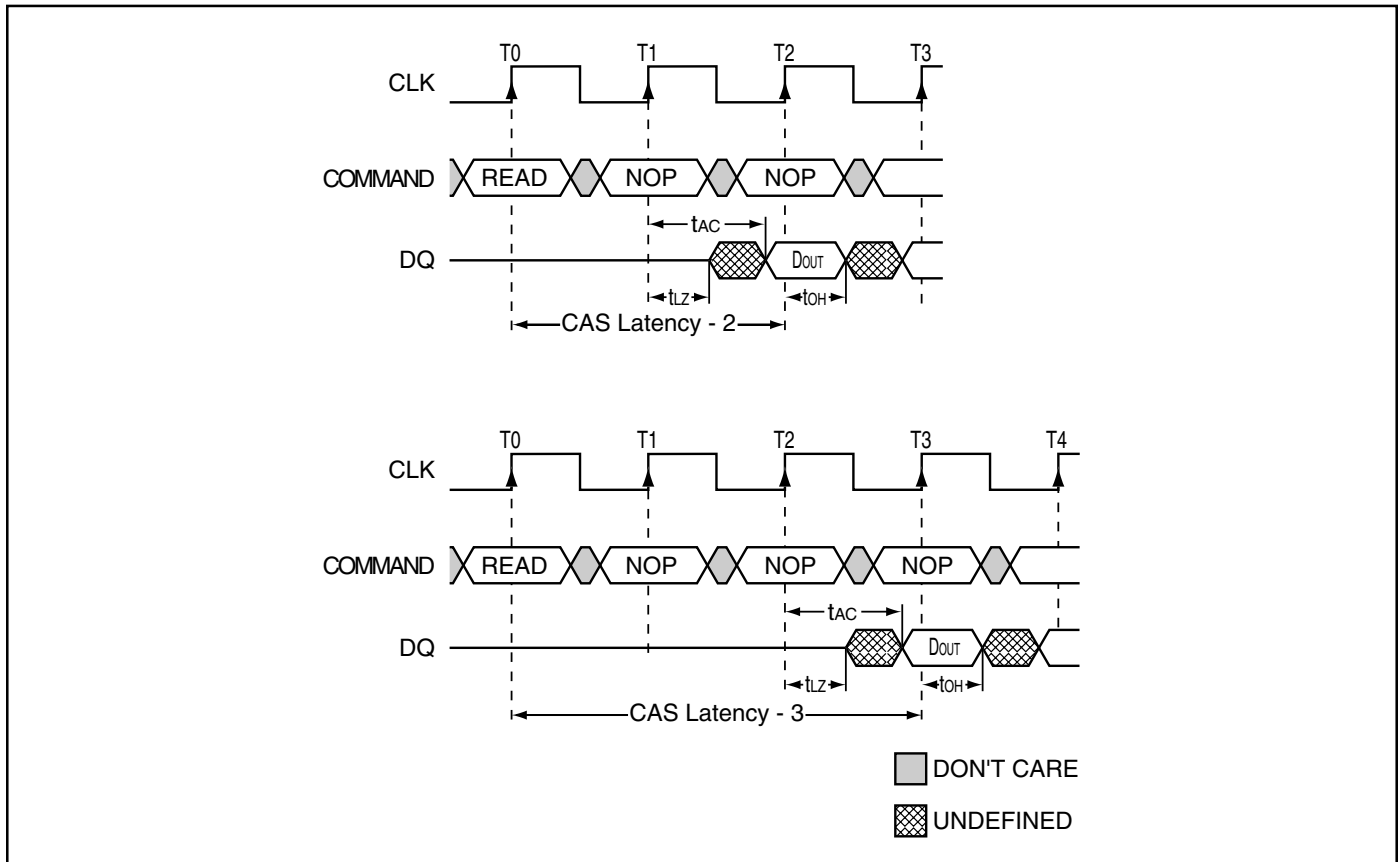 T0 T1 T2 T3
CLK
COMMAND READ NOP NOP
tAC
DQ DOUT
tLZ tOH
CAS Latency - 2
T0 T1 T2 T3 T4
CLK
COMMAND READ NOP NOP NOP
tAC
DQ DOUT
tLZ tOH
CAS Latency - 3
DON'T CARE
UNDEFINED